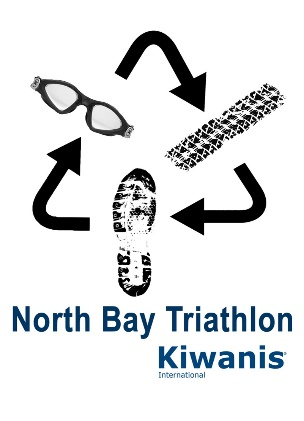 North Bay Triathlon
Kiwanis®
International